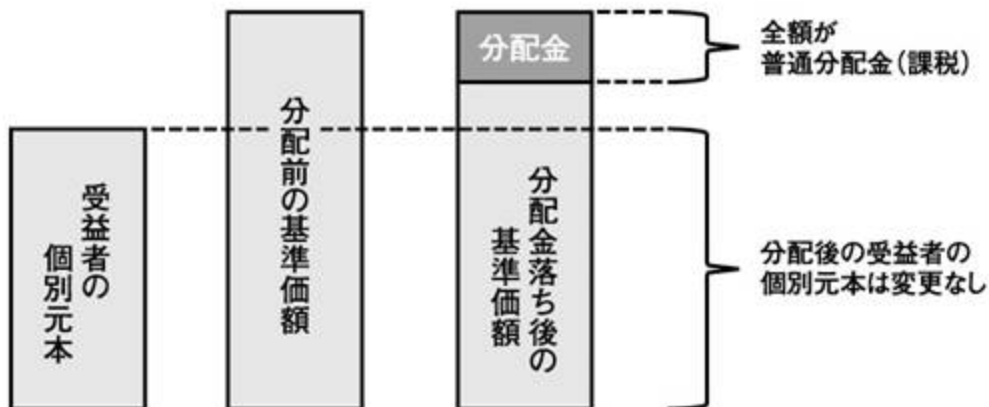 受益者の
個別元本
分配前の基準価額
分配金
分配金落ち後の
基準価額
全額が
普通分配金(課税)
分配後の受益者の
個別元本は変更なし